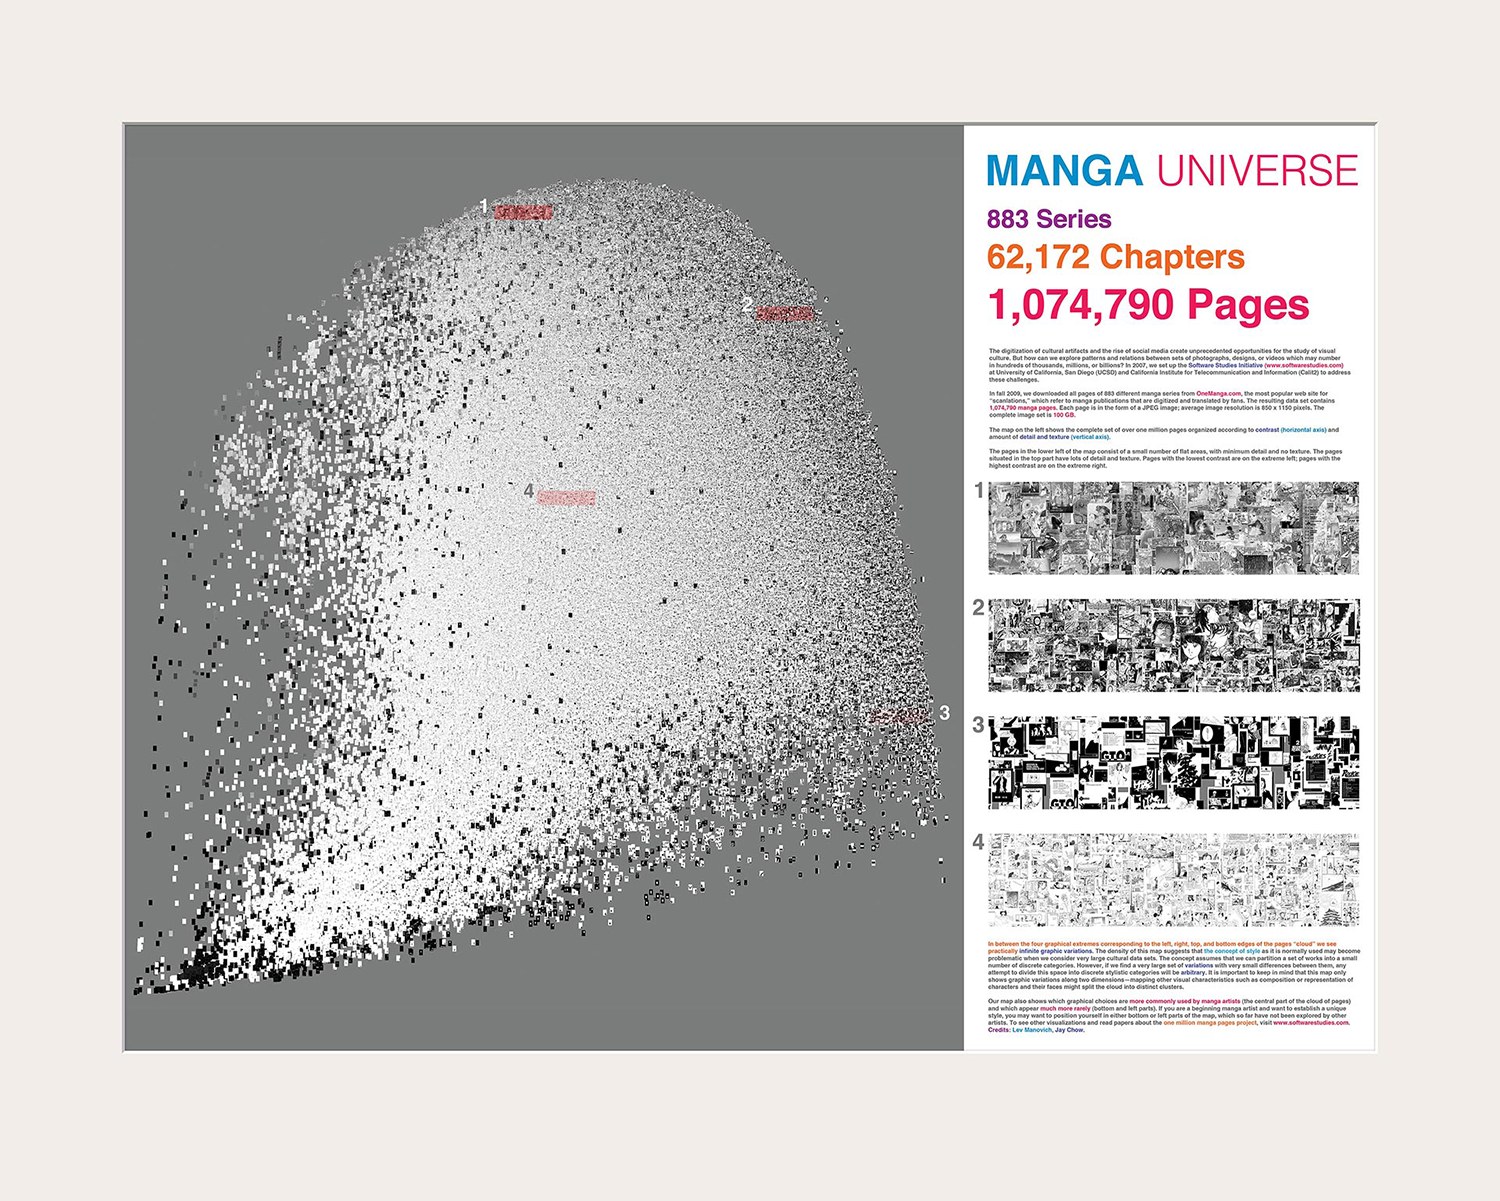 MANGA UNIVERSE
883 Series
62,172 Chapters
1,074,790 Pages
The digitization of cultural artifacts and the rise of social media create unprecedented opportunities for the study of visual
culture. But how can we explore patterns and relations between sets of photographs, designs, or videos which may number
in hundreds of thousands, millions, or billions? In 2007, we set up the Software Studies Initiative (www.softwarestudies.com)
at University of California, San Diego (UCSD) and California Institute for Telecommunication and Information (Calit2) to address
these challenges.
In fall 2009, we downloaded all pages of 883 different manga series from OneManga.com, the most popular web site for
"scanlations," which refer to manga publications that are digitized and translated by fans. The resulting data set contains
1,074,790 manga pages. Each page is in the form of a JPEG image; average image resolution is 850 x 1150 pixels. The
complete image set is 100 GB.
The map on the left shows the complete set of over one million pages organized according to contrast (horizontal axis) and
amount of detail and texture (vertical axis).
The pages in the lower left of the map consist of a small number of flat areas, with minimum detail and no texture. The pages
situated in the top part have lots of detail and texture. Pages with the lowest contrast are on the extreme left; pages with the
highest contrast are on the extreme right.
1
2
3
4
1
2
3
GTO
GTO
4
In between the four graphical extremes corresponding to the left, right, top, and bottom edges of the pages "cloud" we see
practically infinite graphic variations. The density of this map suggests that the concept of style as it is normally used may become
problematic when we consider very large cultural data sets. The concept assumes that we can partition a set of works into a small
number of discrete categories. However, if we find a very large set of variations with very small differences between them, any
attempt to divide this space into discrete stylistic categories will be arbitrary. It is important to keep in mind that this map only
shows graphic variations along two dimensions—mapping other visual characteristics such as composition or representation of
characters and their faces might split the cloud into distinct clusters.
Our map also shows which graphical choices are more commonly used by manga artists (the central part of the cloud of pages)
and which appear much more rarely (bottom and left parts). If you are a beginning manga artist and want to establish a unique
style, you may want to position yourself in either bottom or left parts of the map, which so far have not been explored by other
artists. To see other visualizations and read papers about the one million manga pages project, visit www.softwarestudies.com.
Credits: Lev Manovich, Jay Chow.